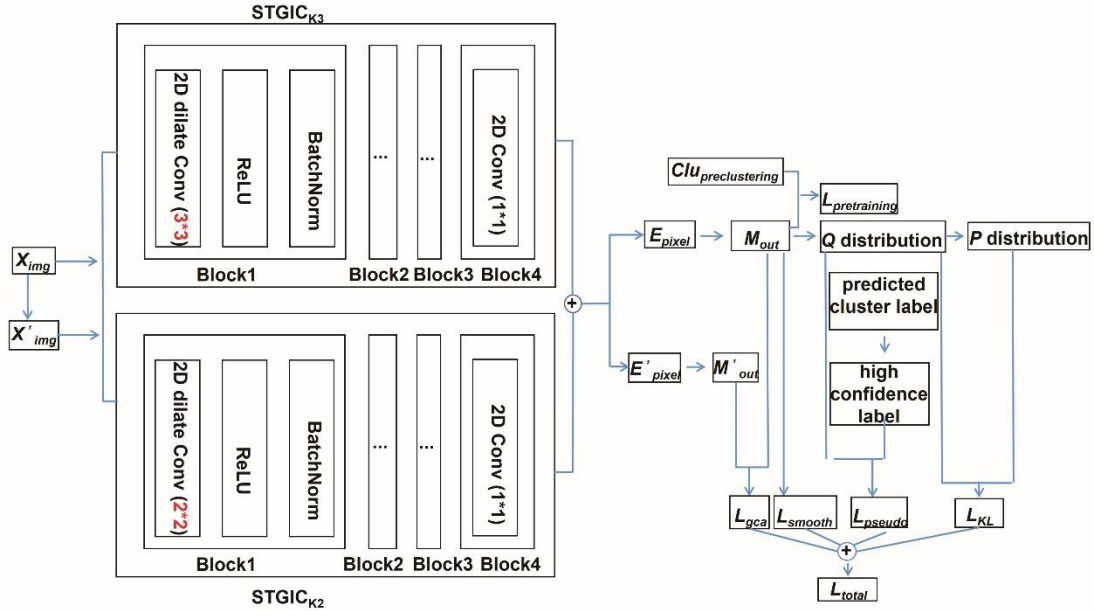 STGIC_K3
2D dilate Conv (3*3)
ReLU
BatchNorm
...
...
2D Conv (1*1)
Block1
Block2
Block3
Block4
X_img
X'_img
2D dilate Conv (2*2)
ReLU
BatchNorm
...
...
2D Conv (1*1)
Block1
Block2
Block3
Block4
STGIC_K2
+
Clu_preclustering
L_pretraining
E_pixel
M_out
Q distribution
P distribution
predicted
cluster label
high
confidence
label
E'_pixel
M'_out
L_gca
L_smooth
L_pseudo
L_KL
+
L_total